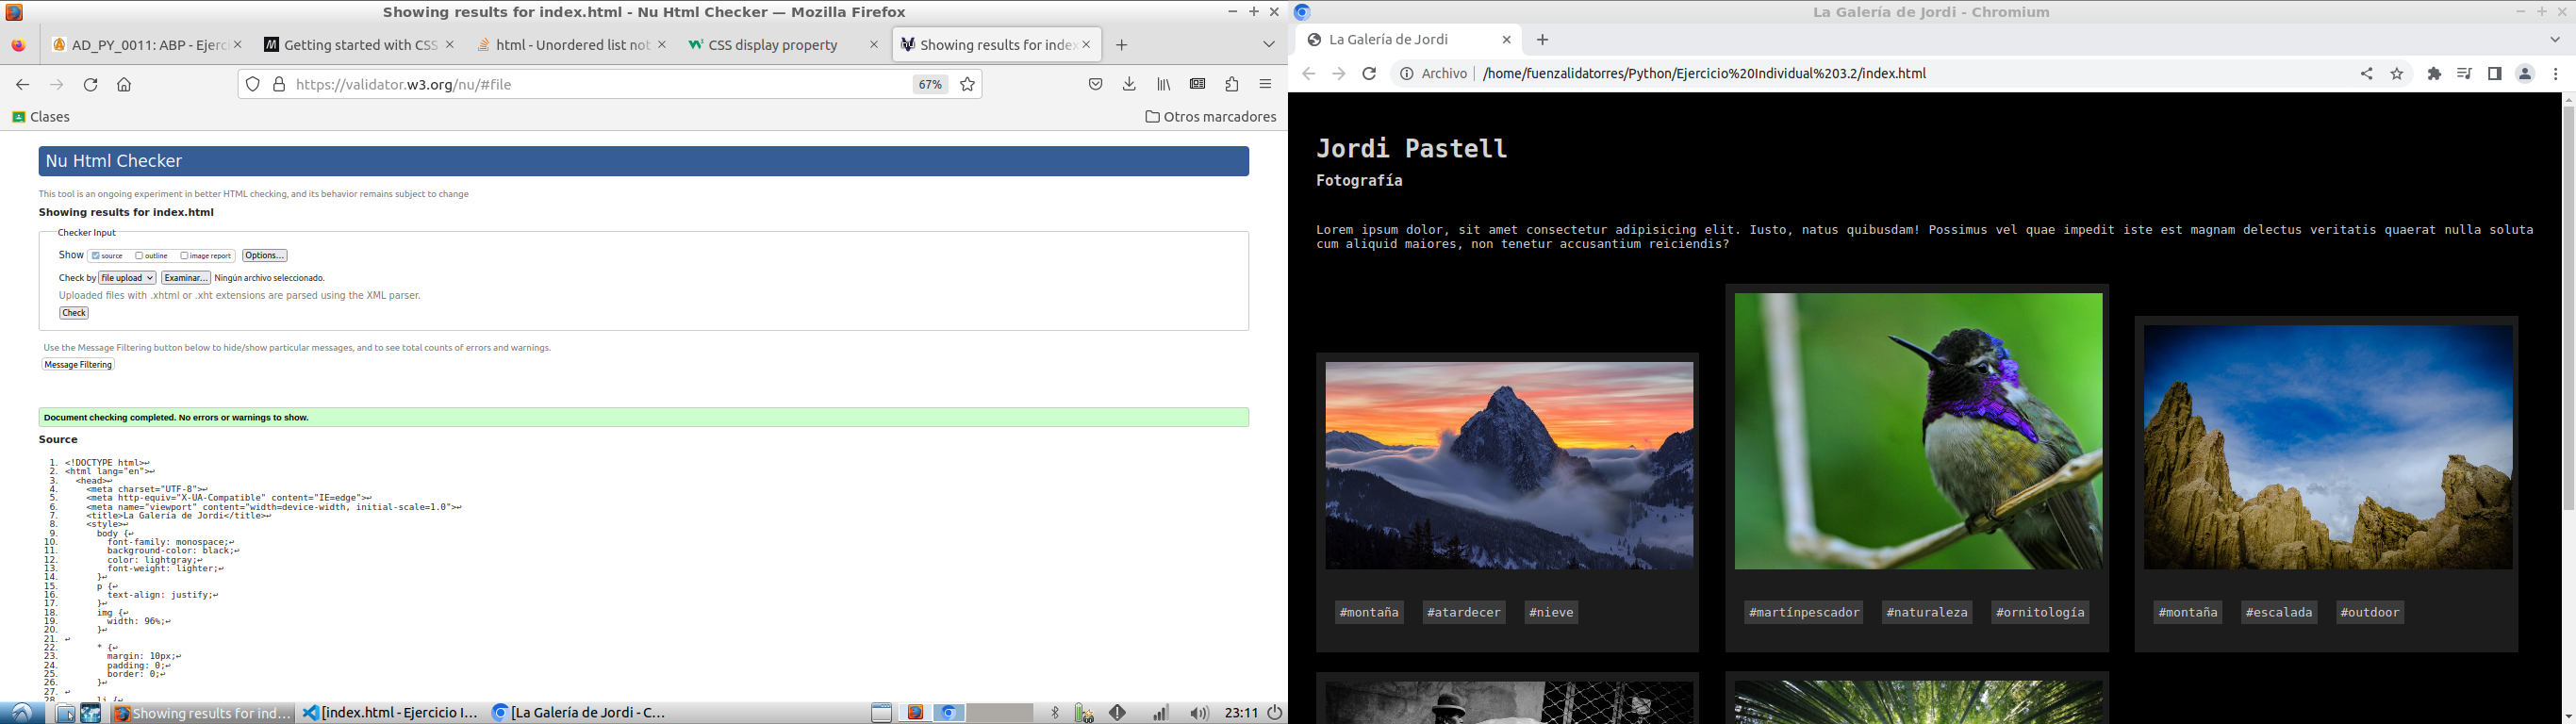 Showing results for index.html - Nu Html Checker — Mozilla Firefox
AD_PY_0011: ABP - Ejerci
Getting started with CSS
html - Unordered list not
CSS display property
Showing results for index
https://validator.w3.org/nu/#file
67%
Clases
Otros marcadores
Nu Html Checker
This tool is an ongoing experiment in better HTML checking, and its behavior remains subject to change
Showing results for index.html
Checker Input
Show source outline image report Options...
Check by file upload Examinar... Ningún archivo seleccionado.
Uploaded files with .xhtml or .xht extensions are parsed using the XML parser.
Check
Use the Message Filtering button below to hide/show particular messages, and to see total counts of errors and warnings.
Message Filtering
Document checking completed. No errors or warnings to show.
Source
1. <!DOCTYPE html>↩
2. <html lang="en">↩
3. <head>↩
4. <meta charset="UTF-8">↩
5. <meta http-equiv="X-UA-Compatible" content="IE=edge">↩
6. <meta name="viewport" content="width=device-width, initial-scale=1.0">↩
7. <title>La Galería de Jordi</title>↩
8. <style>↩
9. body {↩
10. font-family: monospace;↩
11. background-color: black;↩
12. color: lightgray;↩
13. font-weight: lighter;↩
14. }↩
15. p {↩
16. text-align: justify;↩
17. }↩
18. img {↩
19. width: 96%;↩
20. }↩
21. ↩
22. * {↩
23. margin: 10px;↩
24. padding: 0;↩
25. border: 0;↩
26. }↩
27. ↩
28. li {↩
Showing results for ind...
[index.html - Ejercicio I...
[La Galería de Jordi - C...
23:11
La Galería de Jordi - Chromium
La Galería de Jordi
Archivo /home/fuenzalidatorres/Python/Ejercicio%20Individual%203.2/index.html
Jordi Pastell
Fotografía
Lorem ipsum dolor, sit amet consectetur adipisicing elit. Iusto, natus quibusdam! Possimus vel quae impedit iste est magnam delectus veritatis quaerat nulla soluta
cum aliquid maiores, non tenetur accusantium reiciendis?
#montaña #atardecer #nieve
#martínpescador #naturaleza #ornitología
#montaña #escalada #outdoor